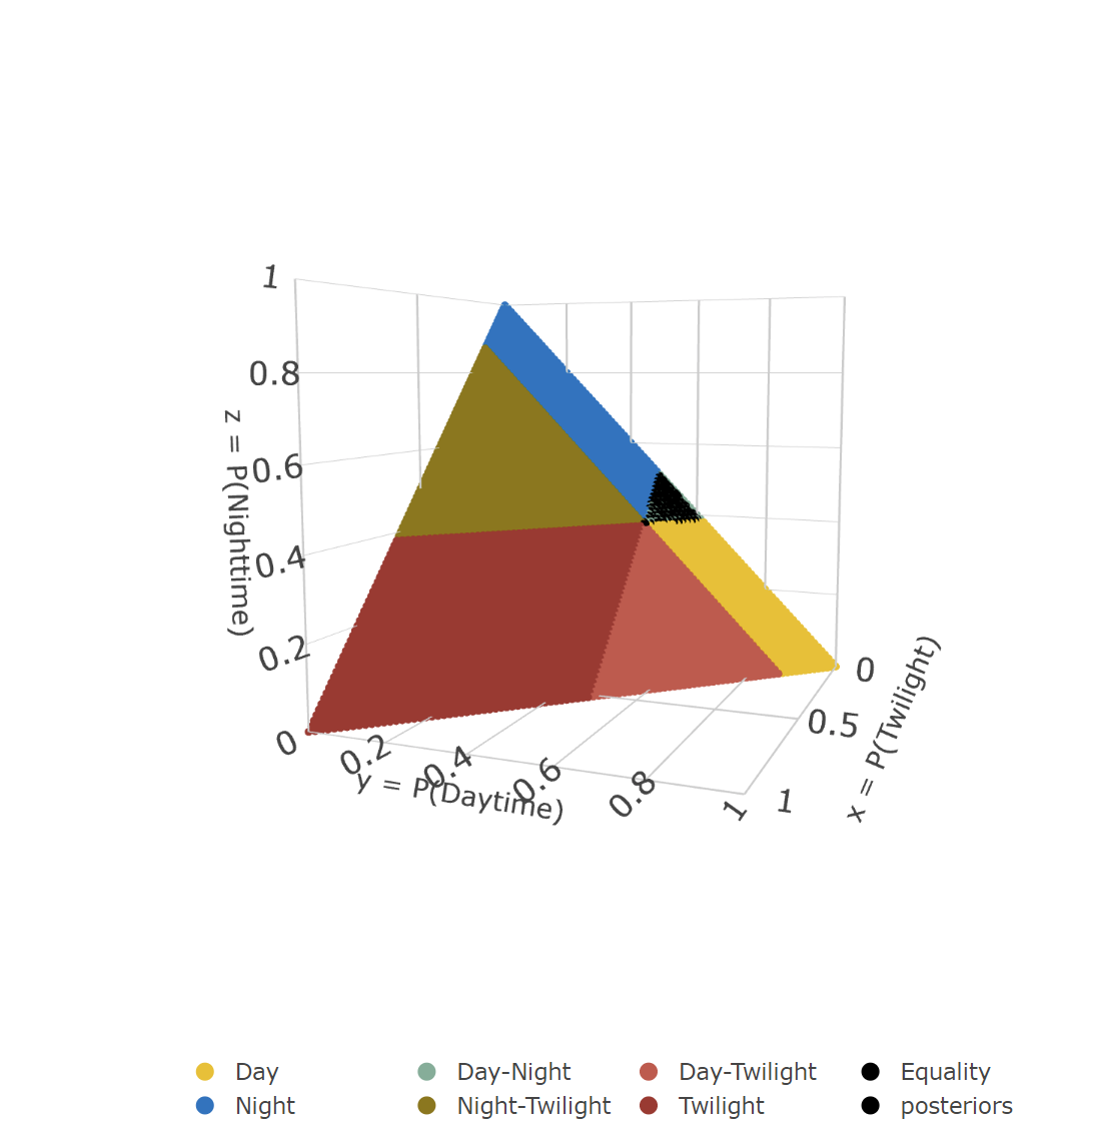 1
0.8
0.6
0.4
0.2
0
z = P(Nighttime)
0.2
0.4
0.6
0.8
1
y = P(Daytime)
0
0.5
1
x = P(Twilight)
Day
Day-Night
Day-Twilight
Equality
Night
Night-Twilight
Twilight
posteriors